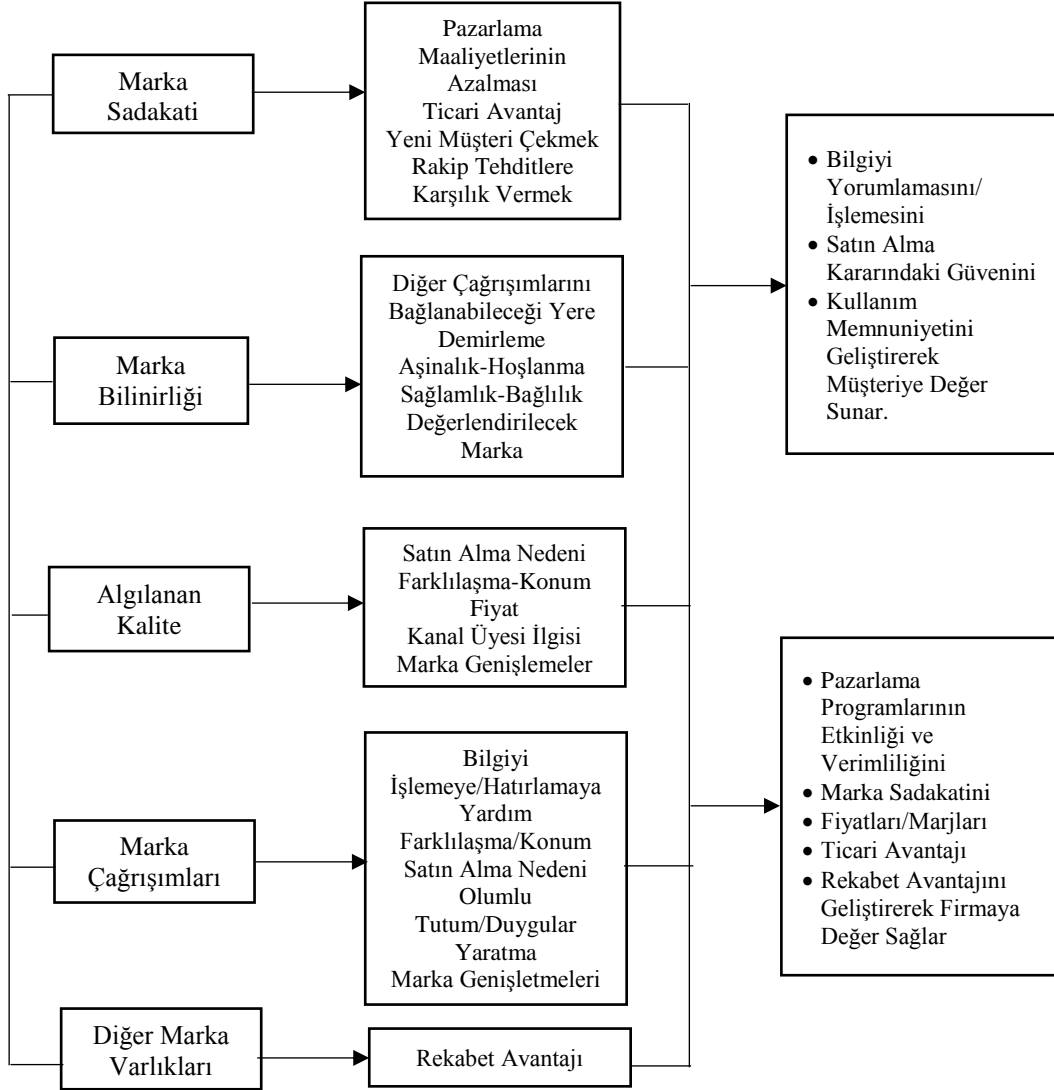 Marka
Sadakati
Pazarlama
Maaliyetlerinin
Azalması
Ticari Avantaj
Yeni Müşteri Çekmek
Rakip Tehditlere
Karşılık Vermek
Marka
Bilinirliği
Diğer Çağrışımlarını
Bağlanabileceği Yere
Demirleme
Aşinalık-Hoşlanma
Sağlamlık-Bağlılık
Değerlendirilecek
Marka
Algılanan
Kalite
Satın Alma Nedeni
Farklılaşma-Konum
Fiyat
Kanal Üyesi İlgisi
Marka Genişlemeler
Marka
Çağrışımları
Bilgiyi
İşlemeye/Hatırlamaya
Yardım
Farklılaşma/Konum
Satın Alma Nedeni
Olumlu
Tutum/Duygular
Yaratma
Marka Genişletmeleri
Diğer Marka
Varlıkları
Rekabet Avantajı
• Bilgiyi
Yorumlamasını/
İşlemesini
• Satın Alma
Kararındaki Güvenini
• Kullanım
Memnuniyetini
Geliştirerek
Müşteriye Değer
Sunar.
• Pazarlama
Programlarının
Etkinliği ve
Verimliliğini
• Marka Sadakatini
• Fiyatları/Marjları
• Ticari Avantajı
• Rekabet Avantajını
Geliştirerek Firmaya
Değer Sağlar